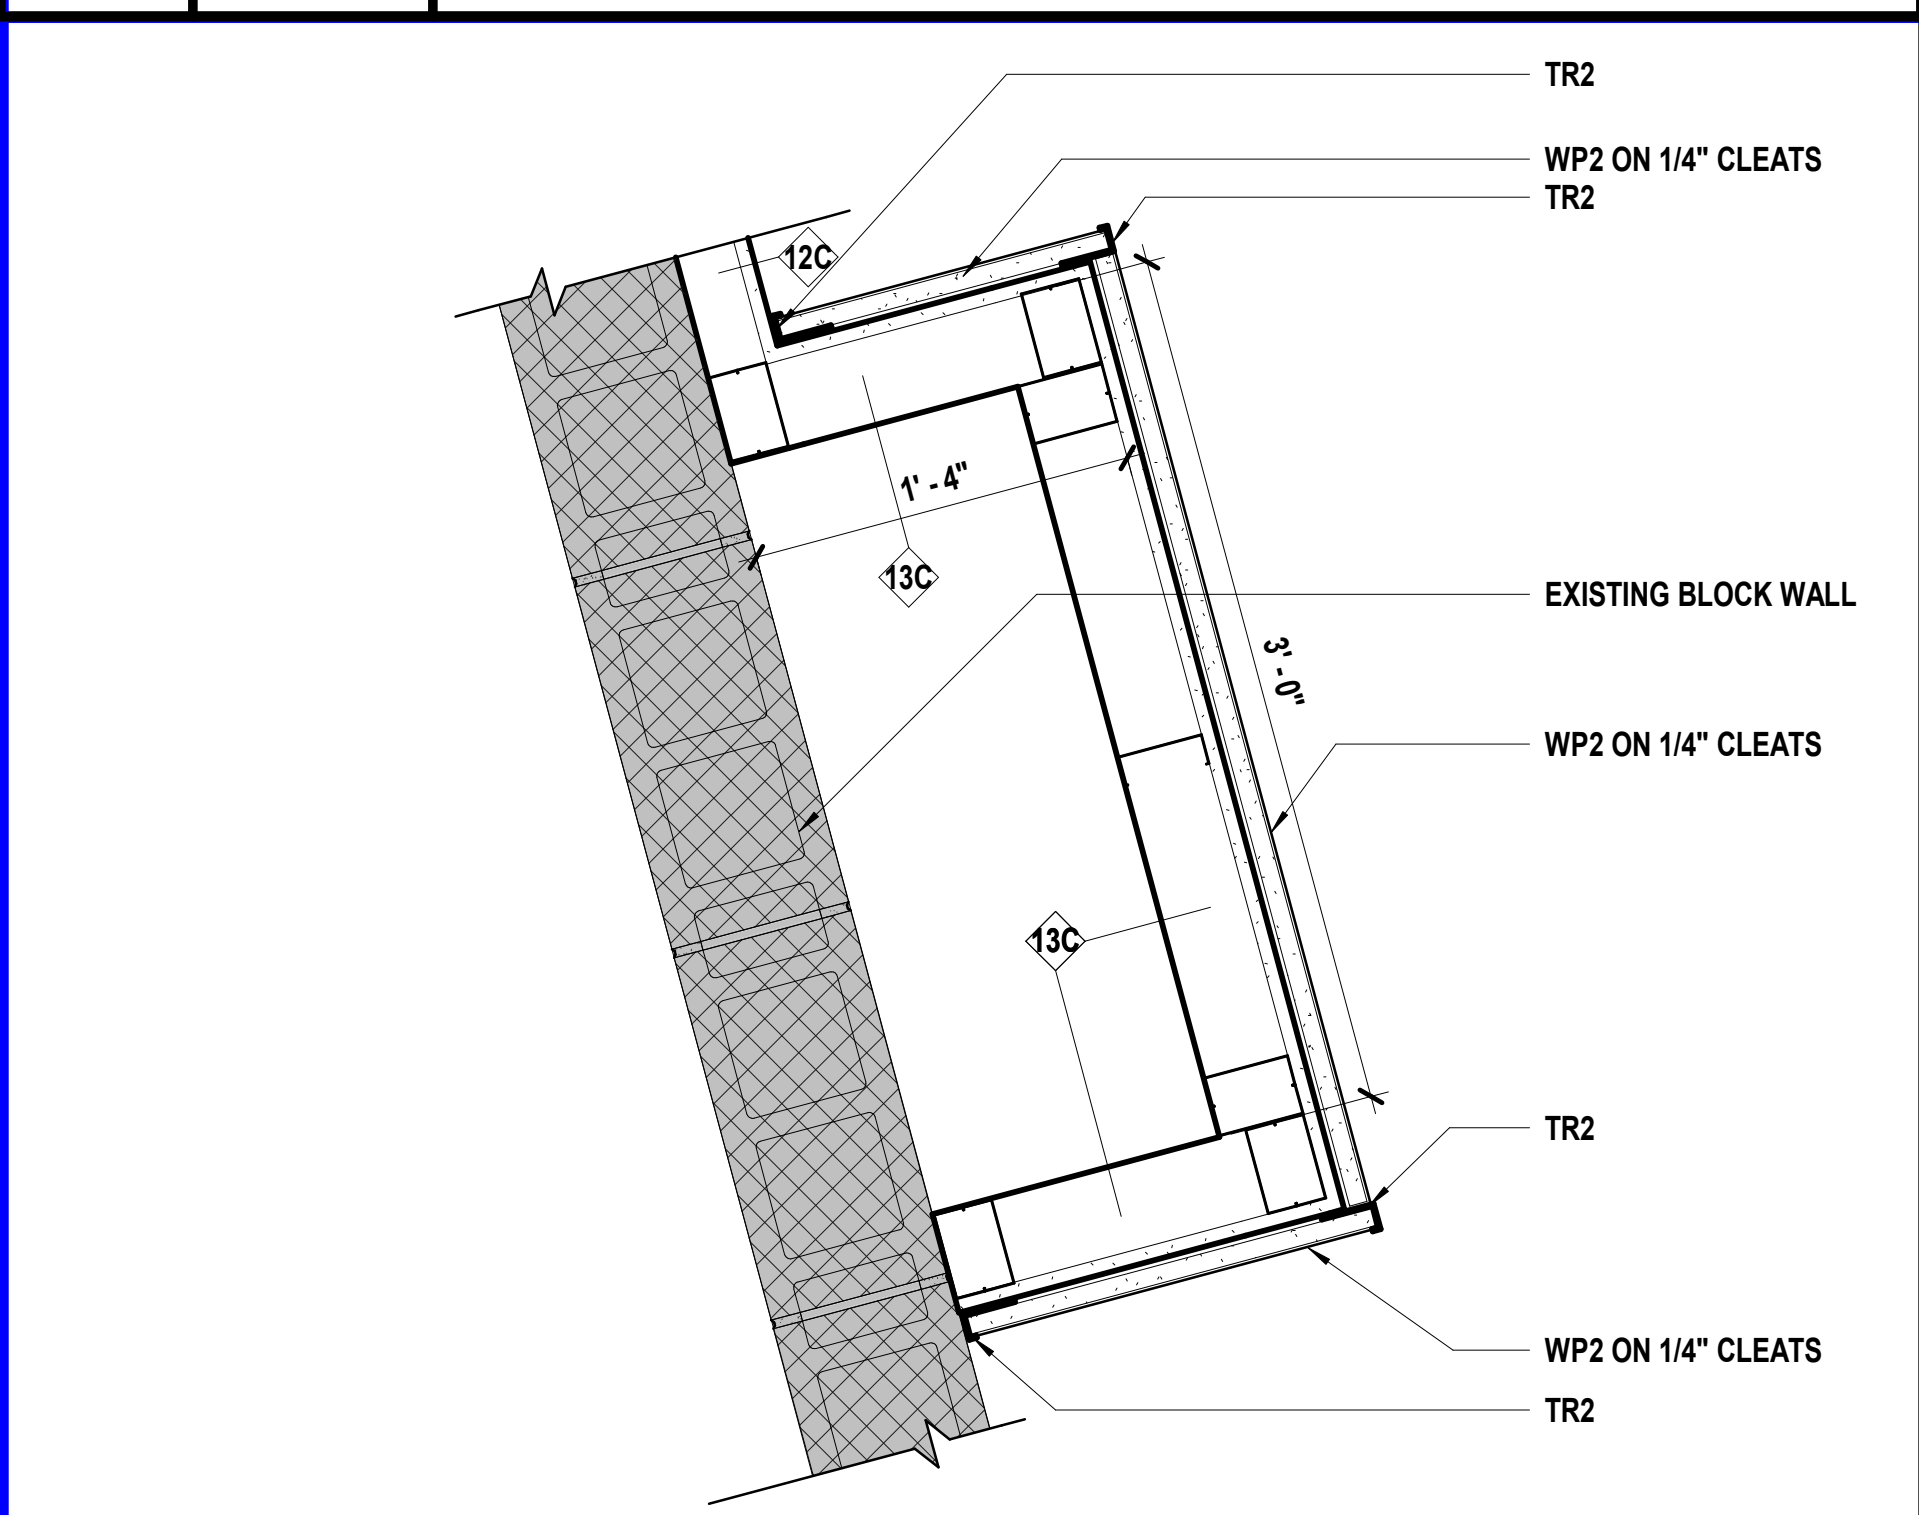 TR2
WP2 ON 1/4" CLEATS
TR2
12C
1' - 4"
13C
EXISTING BLOCK WALL
3' - 0"
WP2 ON 1/4" CLEATS
13C
TR2
WP2 ON 1/4" CLEATS
TR2